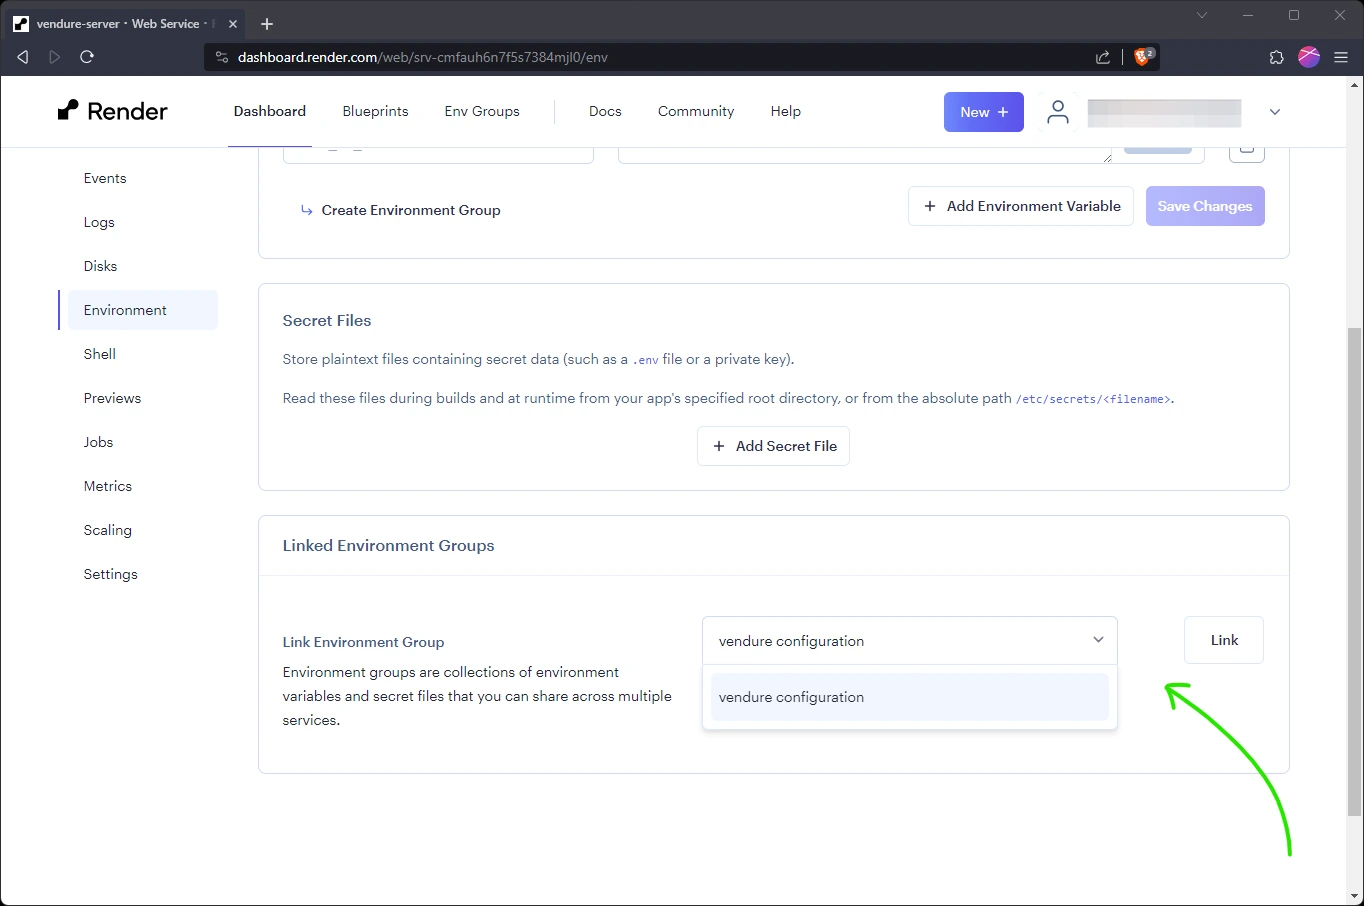 vendure-server · Web Service ·
dashboard.render.com/web/srv-cmfauh6n7f5s7384mjl0/env
2
Render
Dashboard
Blueprints
Env Groups
Docs
Community
Help
New +
Events
Logs
Disks
Environment
Shell
Previews
Jobs
Metrics
Scaling
Settings
Create Environment Group
+ Add Environment Variable
Save Changes
Secret Files
Store plaintext files containing secret data (such as a .env file or a private key).
Read these files during builds and at runtime from your app's specified root directory, or from the absolute path /etc/secrets/<filename>.
+ Add Secret File
Linked Environment Groups
Link Environment Group
Environment groups are collections of environment
variables and secret files that you can share across multiple
services.
vendure configuration
vendure configuration
Link